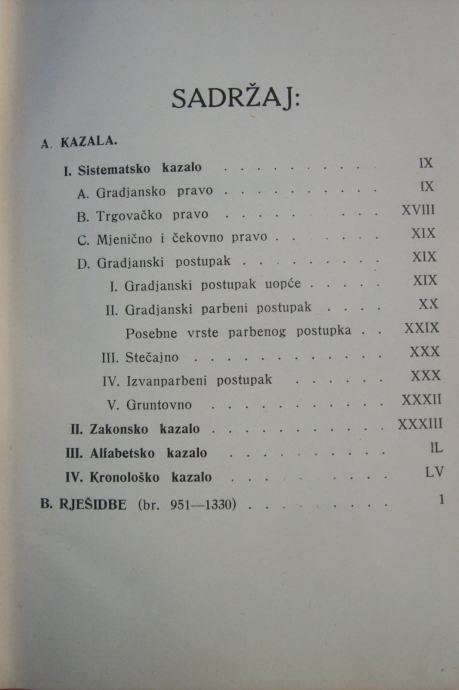 SADRŽAJ:
A. KAZALA.
I. Sistematsko kazalo . . . . . . . . . IX
A. Gradjansko pravo . . . . . . . . IX
B. Trgovačko pravo . . . . . . . . XVIII
C. Mjenično i čekovno pravo . . . . . . XIX
D. Gradjanski postupak . . . . . . . . XIX
I. Gradjanski postupak uopće . . . . . XIX
II. Gradjanski parbeni postupak . . . . XX
Posebne vrste parbenog postupka . . XXIX
III. Stečajno . . . . . . . . . . XXX
IV. Izvanparbeni postupak . . . . . . XXX
V. Gruntovno . . . . . . . . . XXXII
II. Zakonsko kazalo . . . . . . . . . XXXIII
III. Alfabetsko kazalo . . . . . . . . IL
IV. Kronološko kazalo . . . . . . . . . LV
B. RJEŠIDBE (br. 951—1330) . . . . . . . . 1